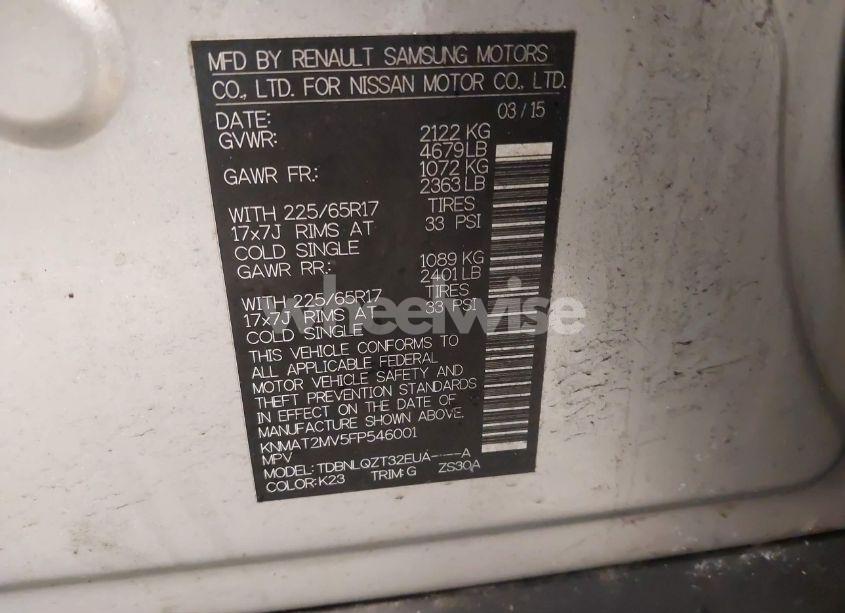 MFD BY RENAULT SAMSUNG MOTORS
CO., LTD. FOR NISSAN MOTOR CO., LTD.
DATE: 03/15
GVWR: 2122 KG
4679 LB
GAWR FR.: 1072 KG
2363 LB
WITH 225/65R17 TIRES
17x7J RIMS AT 33 PSI
COLD SINGLE
GAWR RR.: 1089 KG
2401 LB
WITH 225/65R17 TIRES
17x7J RIMS AT 33 PSI
COLD SINGLE
THIS VEHICLE CONFORMS TO
ALL APPLICABLE FEDERAL
MOTOR VEHICLE SAFETY AND
THEFT PREVENTION STANDARDS
IN EFFECT ON THE DATE OF
MANUFACTURE SHOWN ABOVE.
KNMAT2MV5FP546001
MPV
MODEL: TDBNLQZT32EUA----A
COLOR: K23 TRIM: G ZS30A
wheelwise